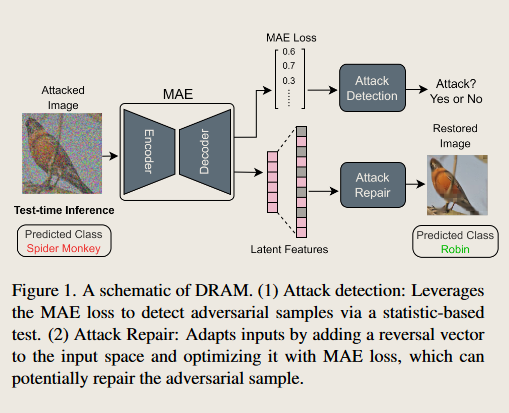 MAE Loss
0.6
0.7
0.3
Attack
Detection
Attack?
Yes or No
Attacked
Image
MAE
Encoder
Decoder
Restored
Image
Attack
Repair
Test-time Inference
Predicted Class
Spider Monkey
Latent Features
Predicted Class
Robin
Figure 1. A schematic of DRAM. (1) Attack detection: Leverages
the MAE loss to detect adversarial samples via a statistic-based
test. (2) Attack Repair: Adapts inputs by adding a reversal vector
to the input space and optimizing it with MAE loss, which can
potentially repair the adversarial sample.